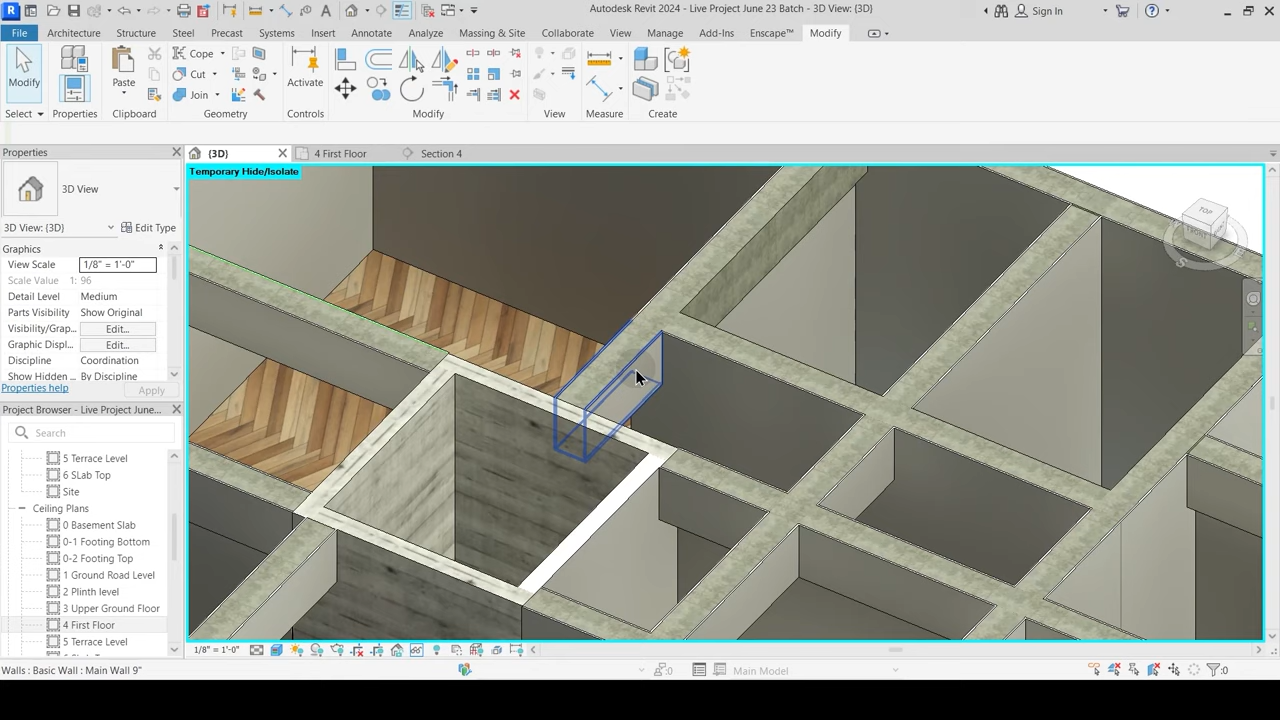 Autodesk Revit 2024 - Live Project June 23 Batch - 3D View: {3D}
Sign In
File Architecture Structure Steel Precast Systems Insert Annotate Analyze Massing & Site Collaborate View Manage Add-Ins Enscape™ Modify
Modify
Paste
Cope
Cut
Join
Activate
Select Properties Clipboard Geometry Controls Modify View Measure Create
Properties
{3D}
4 First Floor
Section 4
Temporary Hide/Isolate
3D View
3D View: {3D}
Edit Type
Graphics
View Scale 1/8" = 1'-0"
Scale Value 1: 96
Detail Level Medium
Parts Visibility Show Original
Visibility/Grap... Edit...
Graphic Displ... Edit...
Discipline Coordination
Show Hidden By Discipline
Properties help
Apply
TOP
FRONT
S
Project Browser - Live Project June...
Search
5 Terrace Level
6 Slab Top
Site
Ceiling Plans
0 Basement Slab
0-1 Footing Bottom
0-2 Footing Top
1 Ground Road Level
2 Plinth level
3 Upper Ground Floor
4 First Floor
5 Terrace Level
1/8" = 1'-0"
Walls : Basic Wall : Main Wall 9"
:0
Main Model
:0